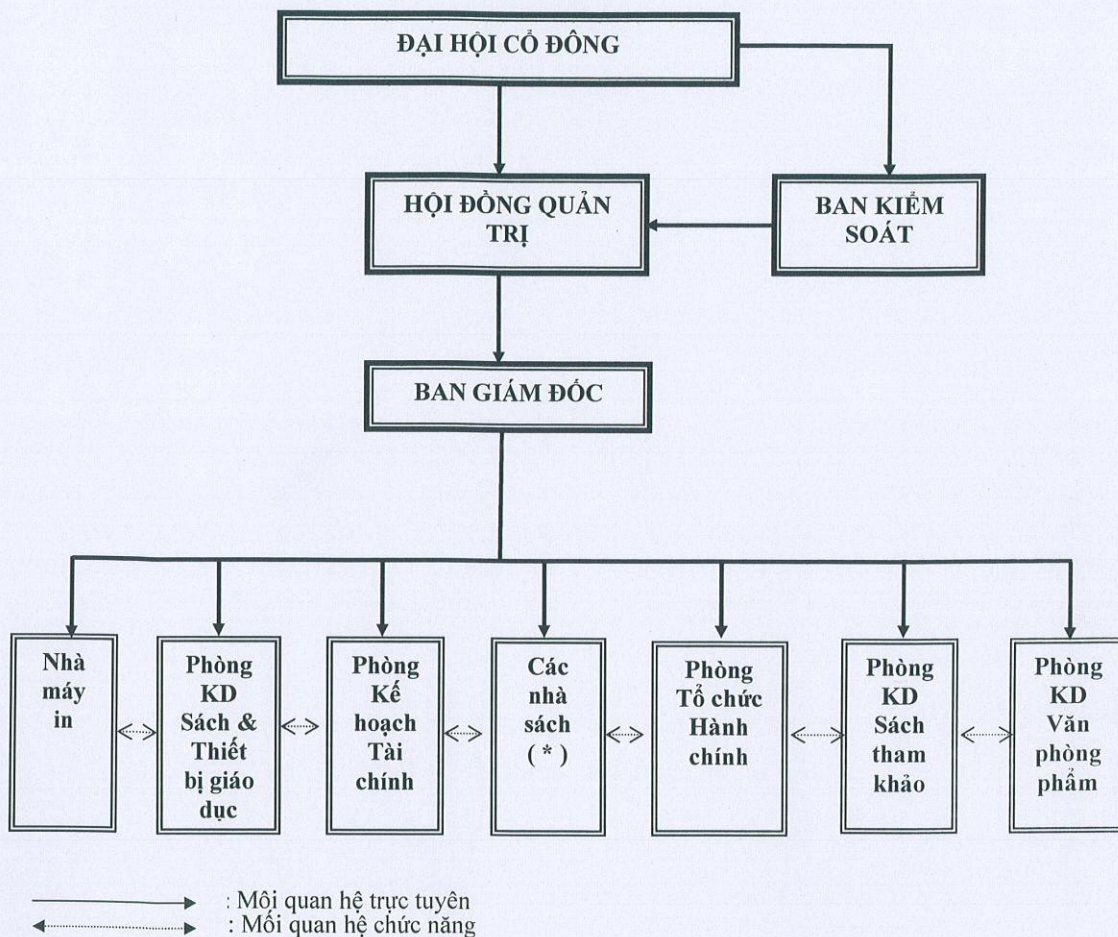 ĐẠI HỘI CỔ ĐÔNG
HỘI ĐỒNG QUẢN
TRỊ
BAN KIỂM
SOÁT
BAN GIÁM ĐỐC
Nhà
máy
in
Phòng
KD
Sách &
Thiết
bị giáo
dục
Phòng
Kế
hoạch
Tài
chính
Các
nhà
sách
( * )
Phòng
Tổ chức
Hành
chính
Phòng
KD
Sách
tham
khảo
Phòng
KD
Văn
phòng
phẩm
: Mối quan hệ trực tuyến
: Mối quan hệ chức năng